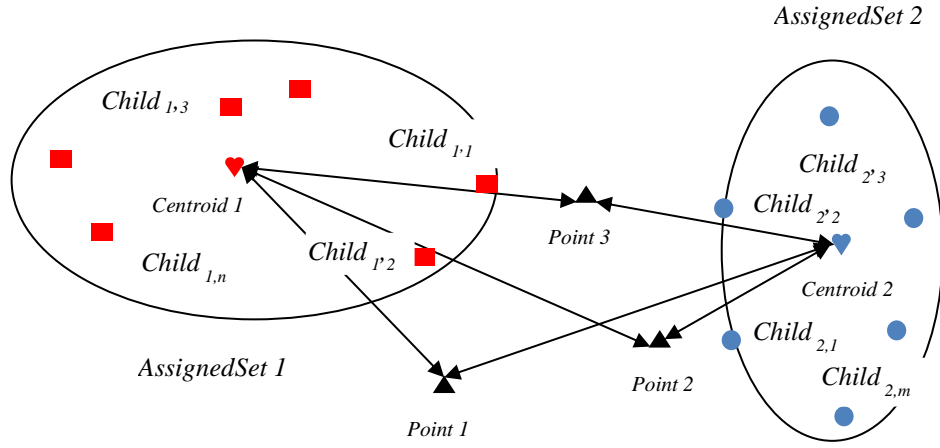 AssignedSet 2
Child 1,3
Child 1,1
Child 2,3
Centroid 1
Child 2,2
Point 3
Child 1,2
Child 1,n
Centroid 2
Child 2,1
AssignedSet 1
Point 2
Child 2,m
Point 1